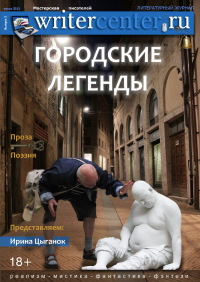 Мастерская писателей
ЛИТЕРАТУРНЫЙ ЖУРНАЛ
writercenter.ru
ГОРОДСКИЕ
ЛЕГЕНДЫ
Проза
Поэзия
Представляем:
Ирина Цыганок
18+
реализм - мистика - фантастика - фэнтези